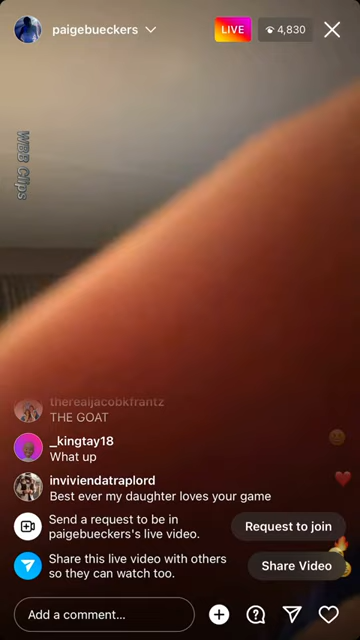 paigebueckers
LIVE
4,830
WBB Clips
therealjacobkfrantz
THE GOAT
_kingtay18
What up
inviviendatraplord
Best ever my daughter loves your game
Send a request to be in
paigebueckers's live video.
Request to join
Share this live video with others
so they can watch too.
Share Video
Add a comment...